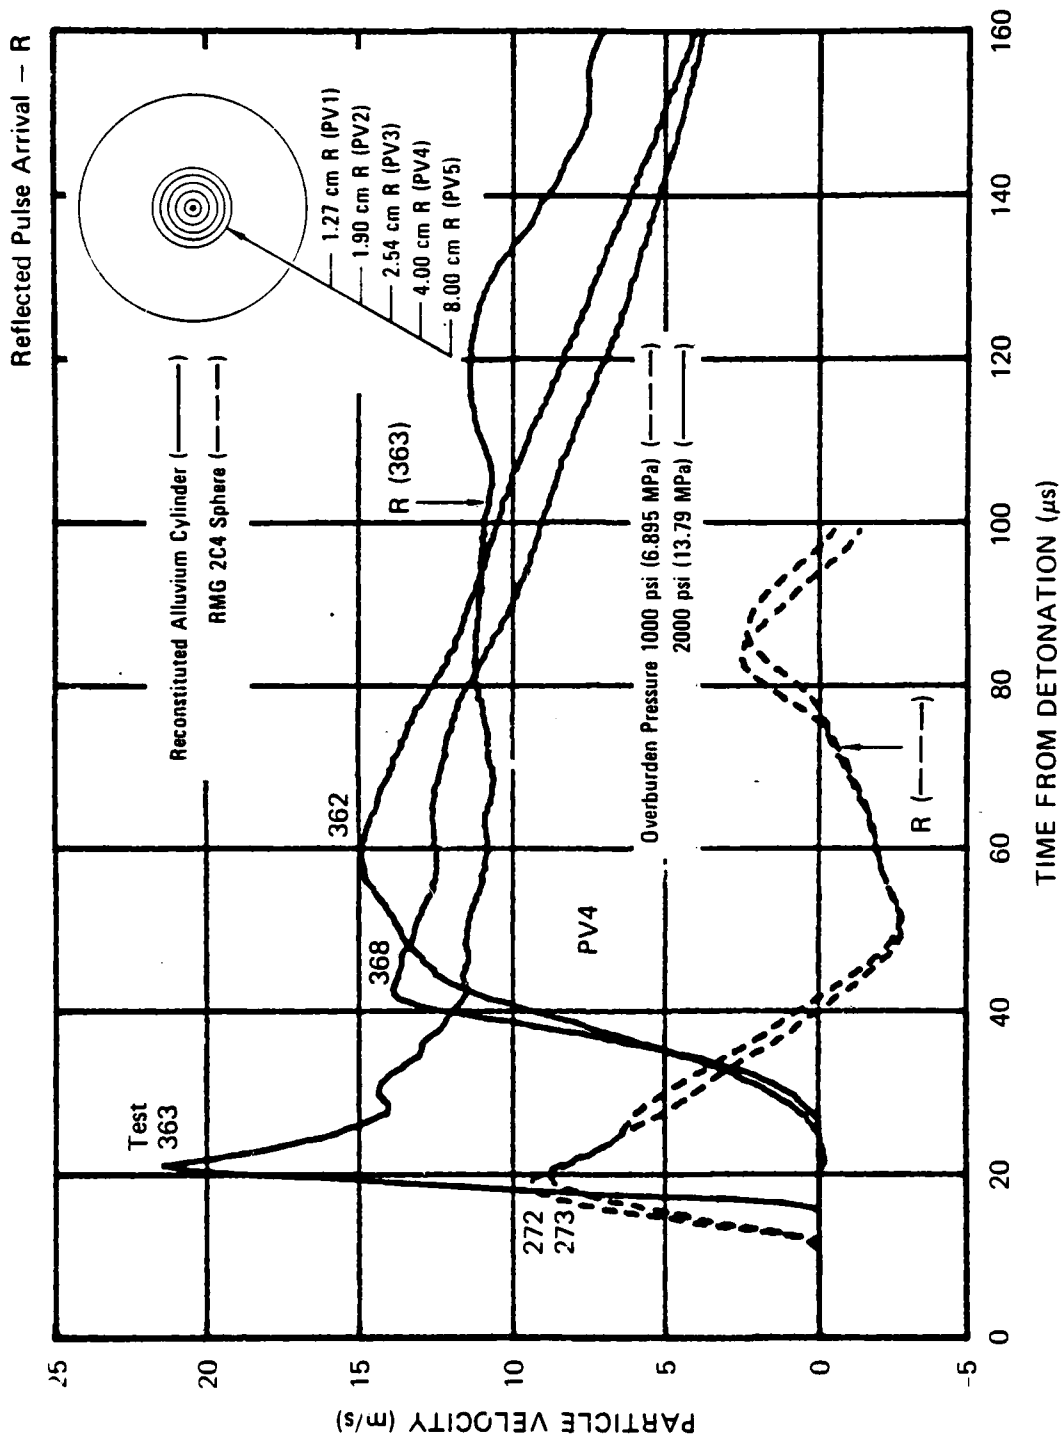 Reflected Pulse Arrival — R
Reconstituted Alluvium Cylinder (———)
RMG 2C4 Sphere (— — —)
1.27 cm R (PV1)
1.90 cm R (PV2)
2.54 cm R (PV3)
4.00 cm R (PV4)
8.00 cm R (PV5)
Test
363
362
368
R (363)
272
273
PV4
Overburden Pressure 1000 psi (6.895 MPa) (— — —)
2000 psi (13.79 MPa) (———)
R (— — —)
PARTICLE VELOCITY (m/s)
25
20
15
10
5
0
-5
0 20 40 60 80 100 120 140 160
TIME FROM DETONATION (μs)